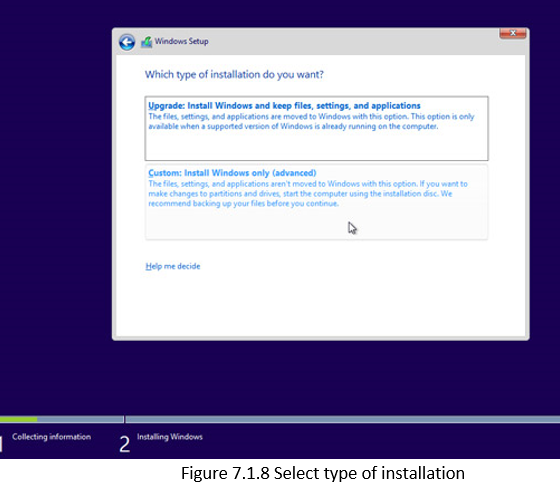 Windows Setup
Which type of installation do you want?
Upgrade: Install Windows and keep files, settings, and applications
The files, settings, and applications are moved to Windows with this option. This option is only
available when a supported version of Windows is already running on the computer.
Custom: Install Windows only (advanced)
The files, settings, and applications aren't moved to Windows with this option. If you want to
make changes to partitions and drives, start the computer using the installation disc. We
recommend backing up your files before you continue.
Help me decide
1 Collecting information
2 Installing Windows
Figure 7.1.8 Select type of installation